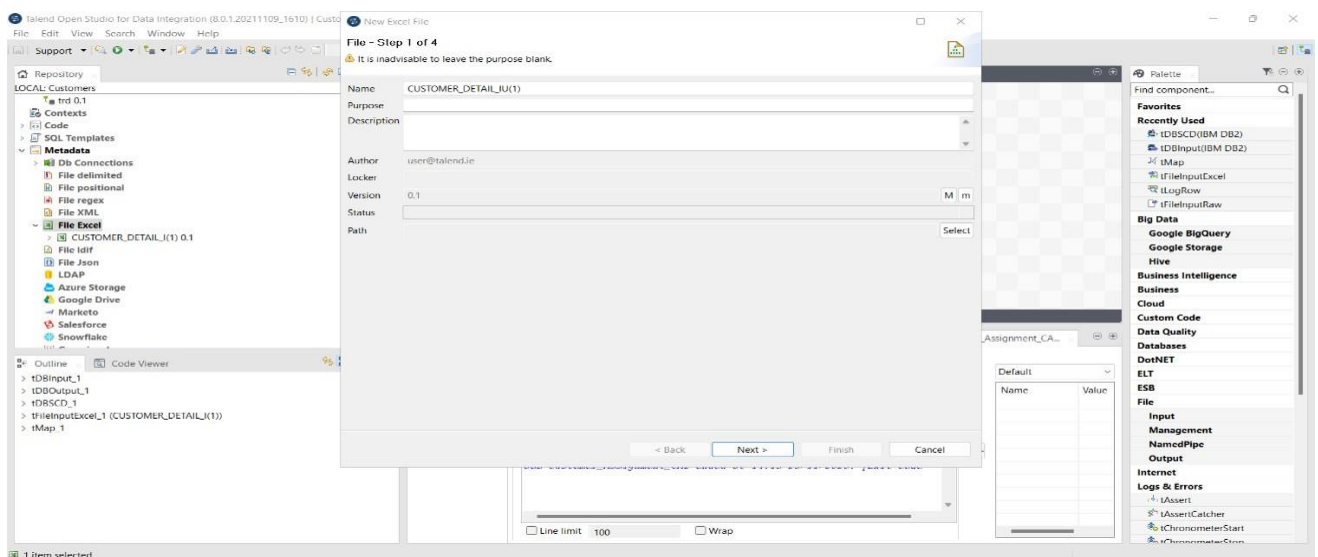 Talend Open Studio for Data Integration (8.0.1.20211109_1610) | Custo
File Edit View Search Window Help
Support
Repository
LOCAL: Customers
trd 0.1
Contexts
Code
SQL Templates
Metadata
Db Connections
File delimited
File positional
File regex
File XML
File Excel
CUSTOMER_DETAIL_I(1) 0.1
File ldif
File Json
LDAP
Azure Storage
Google Drive
Marketo
Salesforce
Snowflake
Outline Code Viewer
tDBInput_1
tDBOutput_1
tDBSCD_1
tFileInputExcel_1 (CUSTOMER_DETAIL_I(1))
tMap_1
1 item selected
New Excel File
File - Step 1 of 4
It is inadvisable to leave the purpose blank.
Name CUSTOMER_DETAIL_IU(1)
Purpose
Description
Author user@talend.ie
Locker
Version 0.1 M m
Status
Path Select
< Back Next > Finish Cancel
Line limit 100 Wrap
_Assignment_CA...
Default
Name Value
Palette
Find component...
Favorites
Recently Used
tDBSCD(IBM DB2)
tDBInput(IBM DB2)
tMap
tFileInputExcel
tLogRow
tFileInputRaw
Big Data
Google BigQuery
Google Storage
Hive
Business Intelligence
Business
Cloud
Custom Code
Data Quality
Databases
DotNET
ELT
ESB
File
Input
Management
NamedPipe
Output
Internet
Logs & Errors
tAssert
tAssertCatcher
tChronometerStart
tChronometerStop